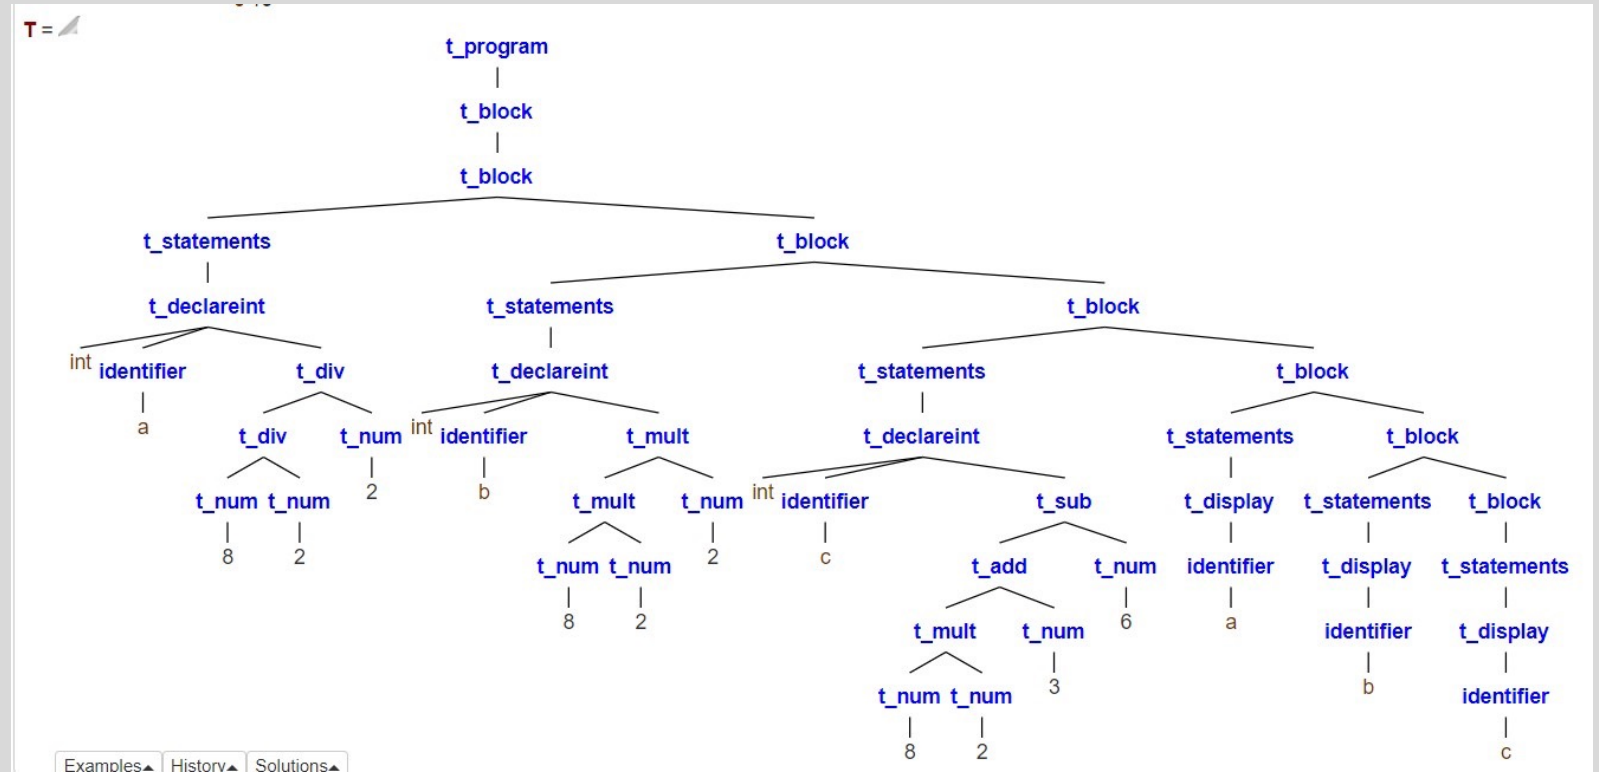 T =
t_program
t_block
t_block
t_statements t_block
t_declareint t_statements t_block
int identifier t_div t_declareint t_statements t_block
a t_div t_num int identifier t_mult t_declareint t_statements t_block
t_num t_num 2 b t_mult t_num int identifier t_sub t_display t_statements t_block
8 2 t_num t_num 2 c t_add t_num identifier t_display t_statements
8 2 t_mult t_num 6 a identifier t_display
t_num t_num 3 b identifier
8 2 c
Examples History Solutions